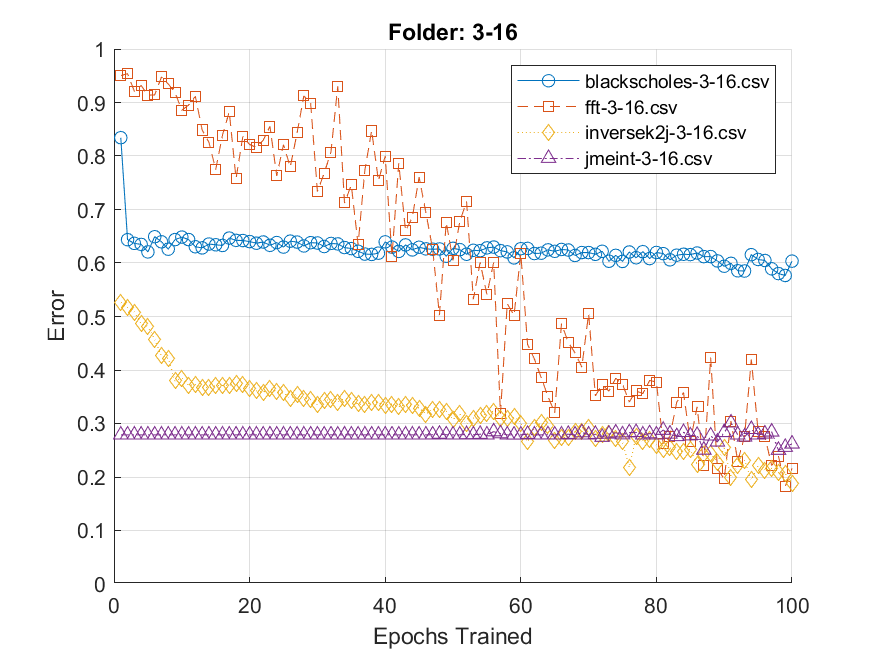 Folder: 3-16
1
0.9
0.8
0.7
0.6
0.5
0.4
0.3
0.2
0.1
0
Error
blackscholes-3-16.csv
fft-3-16.csv
inversek2j-3-16.csv
jmeint-3-16.csv
0 20 40 60 80 100
Epochs Trained